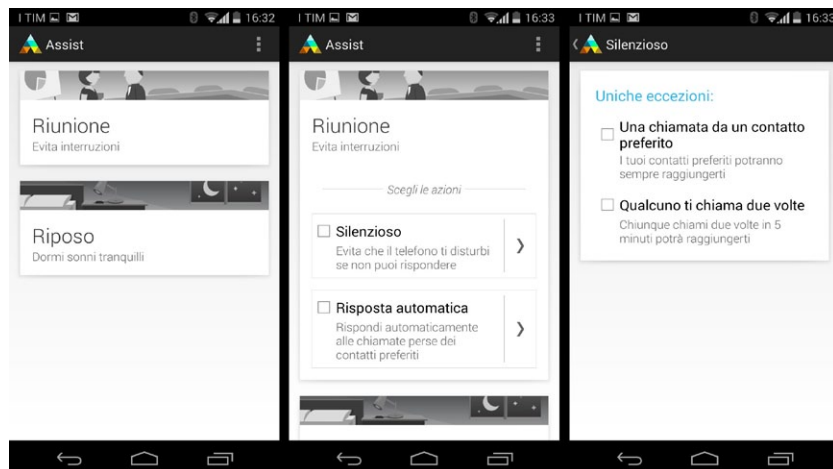 I TIM 16:32
Assist
Riunione
Evita interruzioni
Riposo
Dormi sonni tranquilli
I TIM 16:33
Assist
Riunione
Evita interruzioni
Scegli le azioni
Silenzioso
Evita che il telefono ti disturbi
se non puoi rispondere
Risposta automatica
Rispondi automaticamente
alle chiamate perse dei
contatti preferiti
I TIM 16:33
Silenzioso
Uniche eccezioni:
Una chiamata da un contatto
preferito
I tuoi contatti preferiti potranno
sempre raggiungerti
Qualcuno ti chiama due volte
Chiunque chiami due volte in 5
minuti potrà raggiungerti